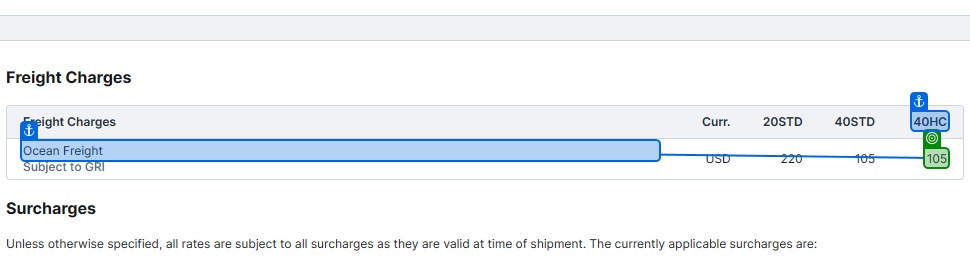 Freight Charges
Freight Charges Curr. 20STD 40STD 40HC
Ocean Freight
USD 220 105 105
Subject to GRI
Surcharges
Unless otherwise specified, all rates are subject to all surcharges as they are valid at time of shipment. The currently applicable surcharges are: